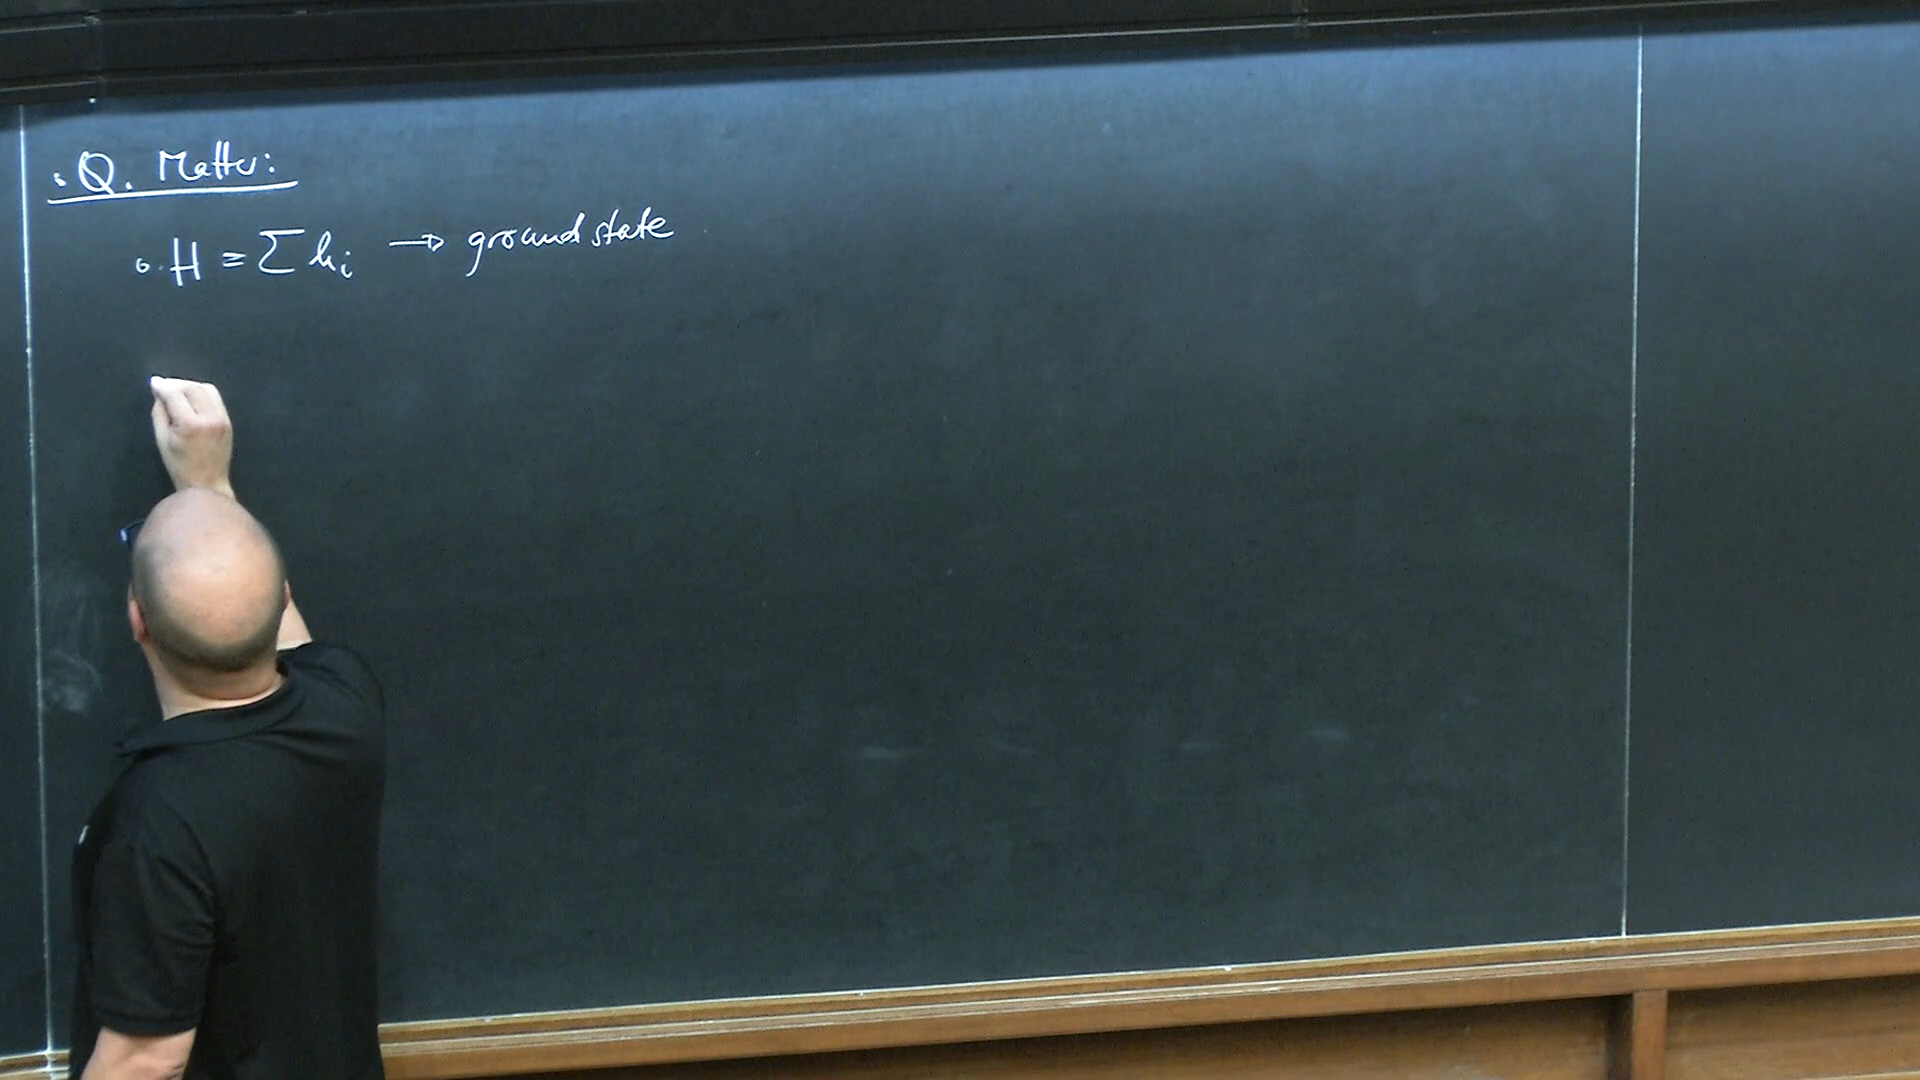 : Q. Matter:
∘. H = Σ hᵢ → ground state